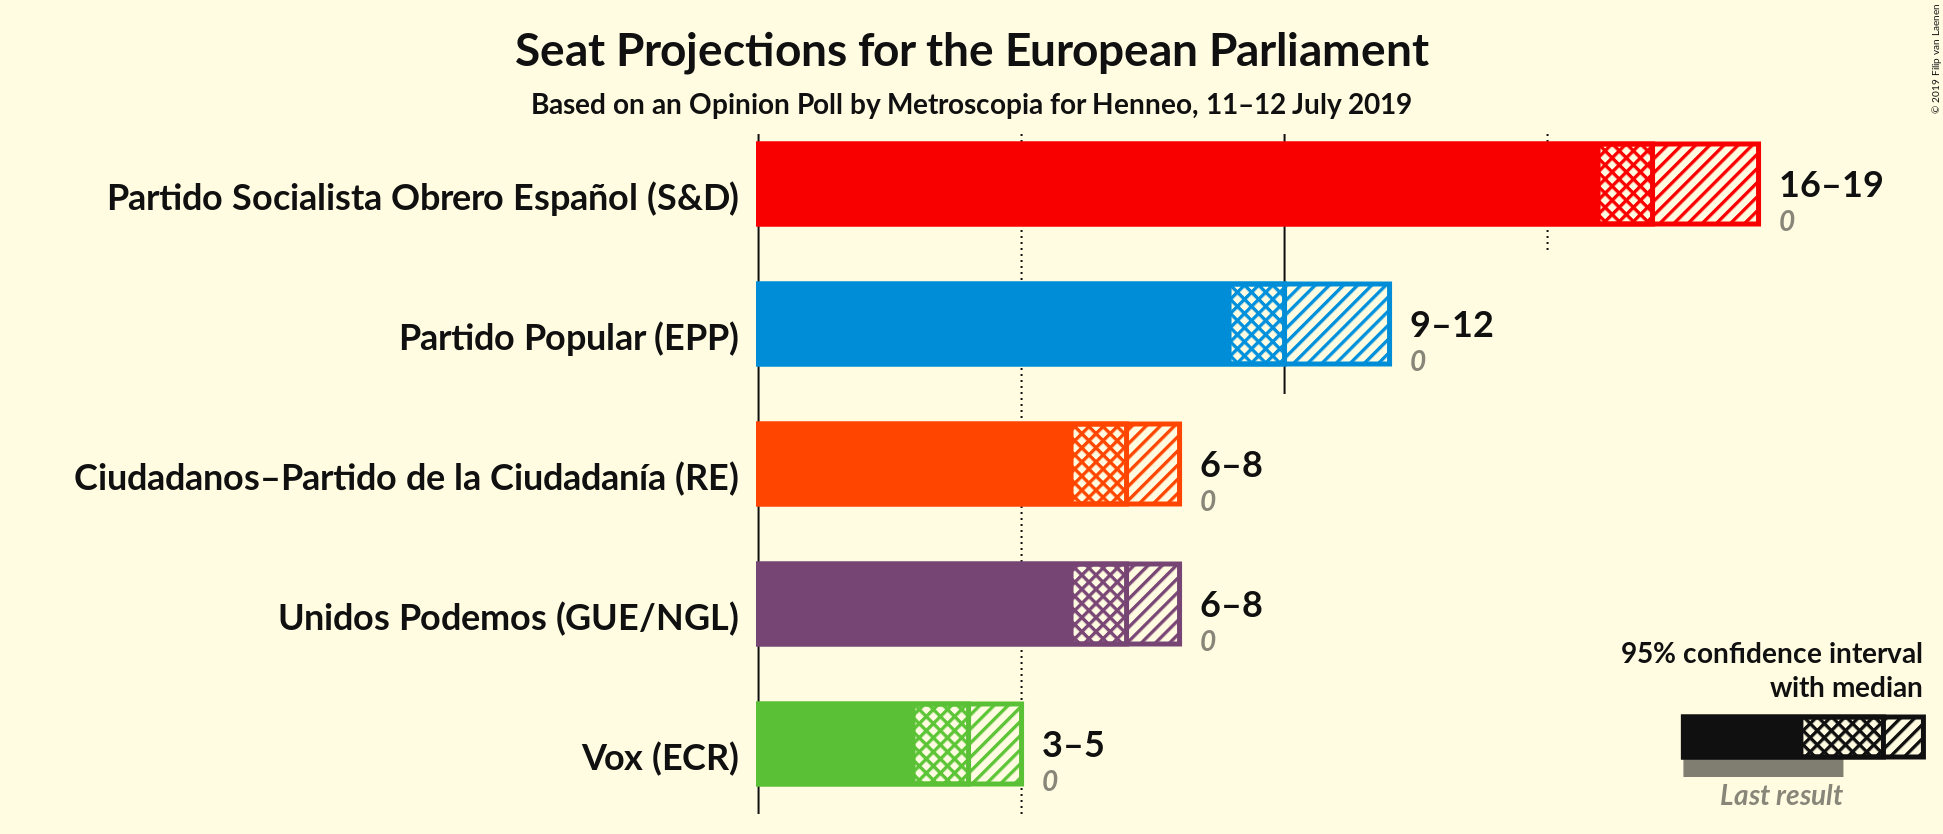 Seat Projections for the European Parliament
Based on an Opinion Poll by Metroscopia for Henneo, 11–12 July 2019
© 2019 Filip van Laenen
Partido Socialista Obrero Español (S&D)
16–19
0
Partido Popular (EPP)
9–12
0
Ciudadanos–Partido de la Ciudadanía (RE)
6–8
0
Unidos Podemos (GUE/NGL)
6–8
0
Vox (ECR)
3–5
0
95% confidence interval
with median
Last result